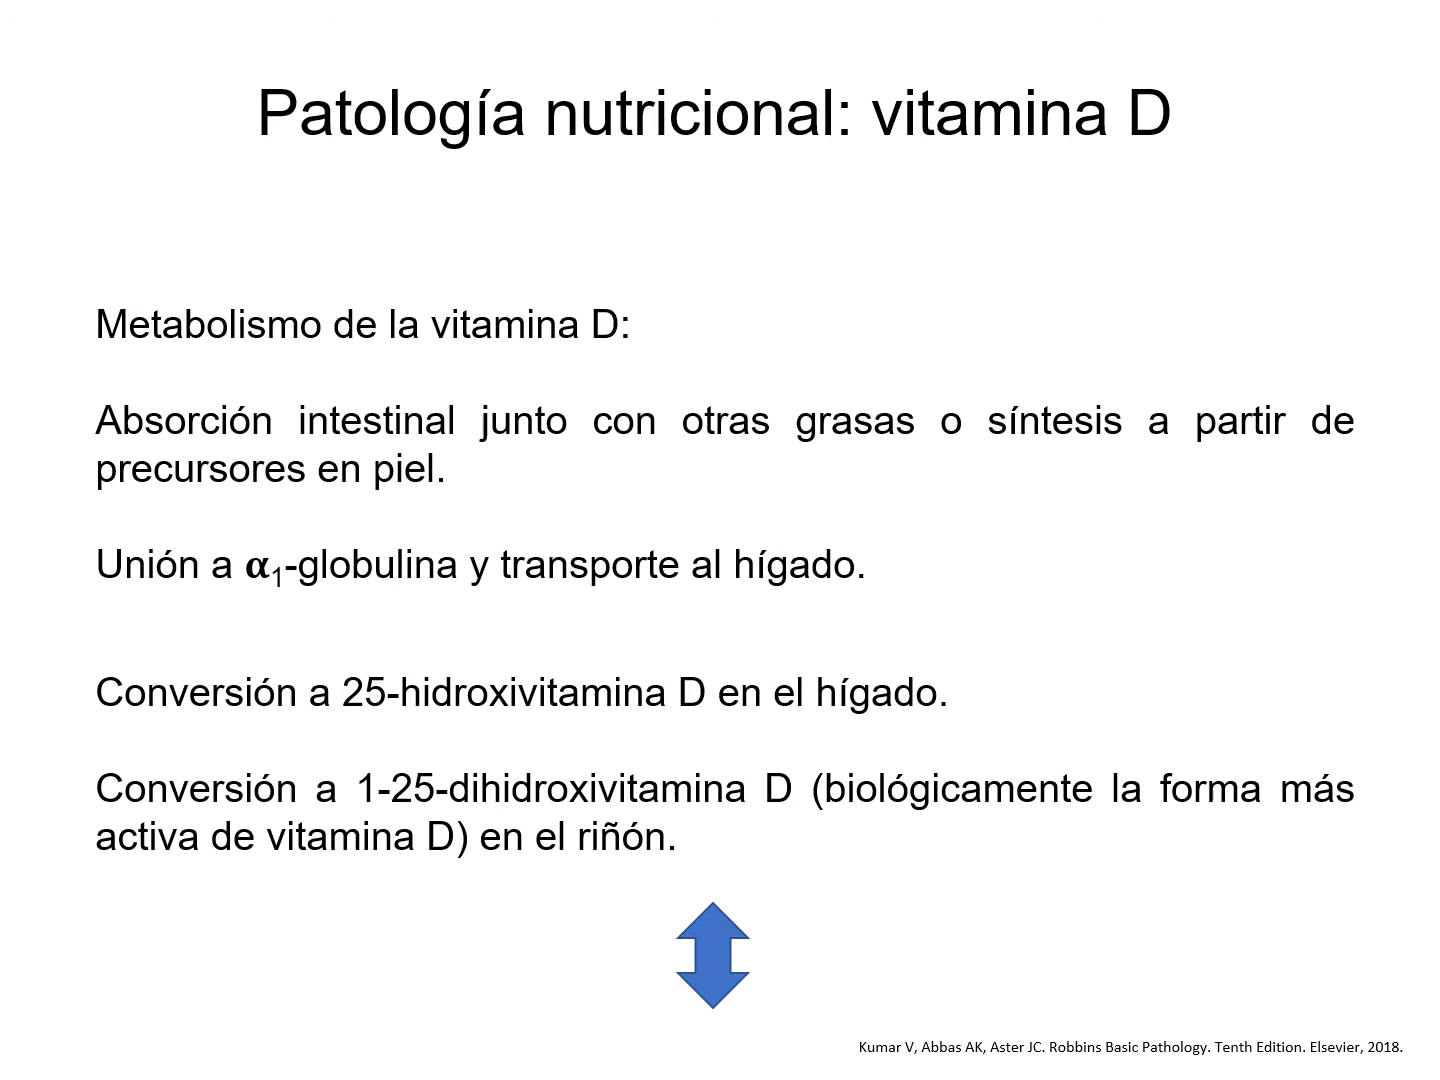 Patología nutricional: vitamina D
Metabolismo de la vitamina D:
Absorción intestinal junto con otras grasas o síntesis a partir de
precursores en piel.
Unión a α₁-globulina y transporte al hígado.
Conversión a 25-hidroxivitamina D en el hígado.
Conversión a 1-25-dihidroxivitamina D (biológicamente la forma más
activa de vitamina D) en el riñón.
Kumar V, Abbas AK, Aster JC. Robbins Basic Pathology. Tenth Edition. Elsevier, 2018.